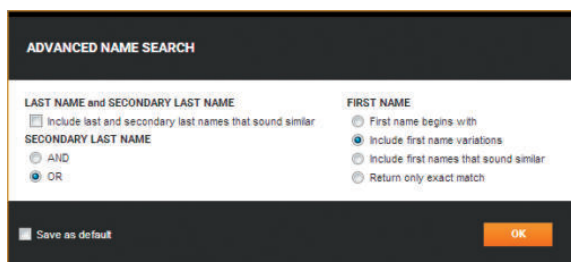 ADVANCED NAME SEARCH
LAST NAME and SECONDARY LAST NAME
Include last and secondary last names that sound similar
SECONDARY LAST NAME
AND
OR
FIRST NAME
First name begins with
Include first name variations
Include first names that sound similar
Return only exact match
Save as default
OK